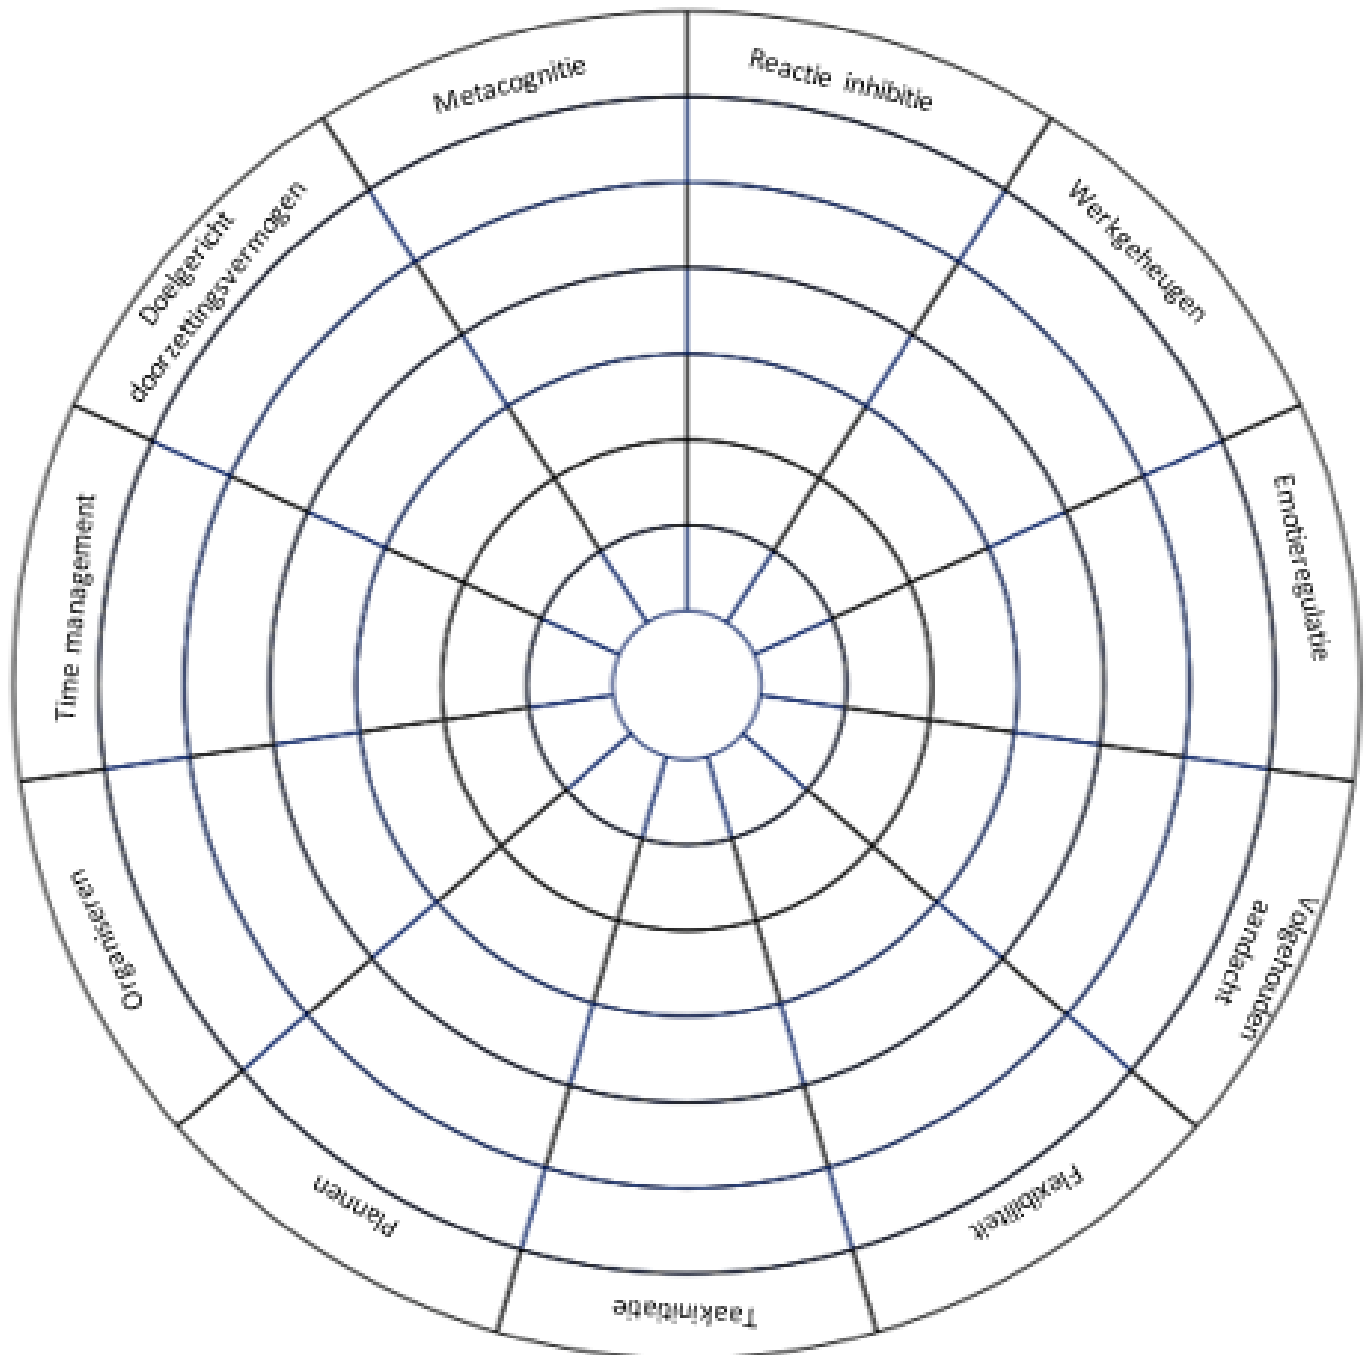 Reactie inhibitie
Werkgeheugen
Emotieregulatie
Volgehouden
aandacht
Flexibiliteit
Taakinitiatie
Plannen
Organiseren
Time management
Doelgericht
doorzettingsvermogen
Metacognitie